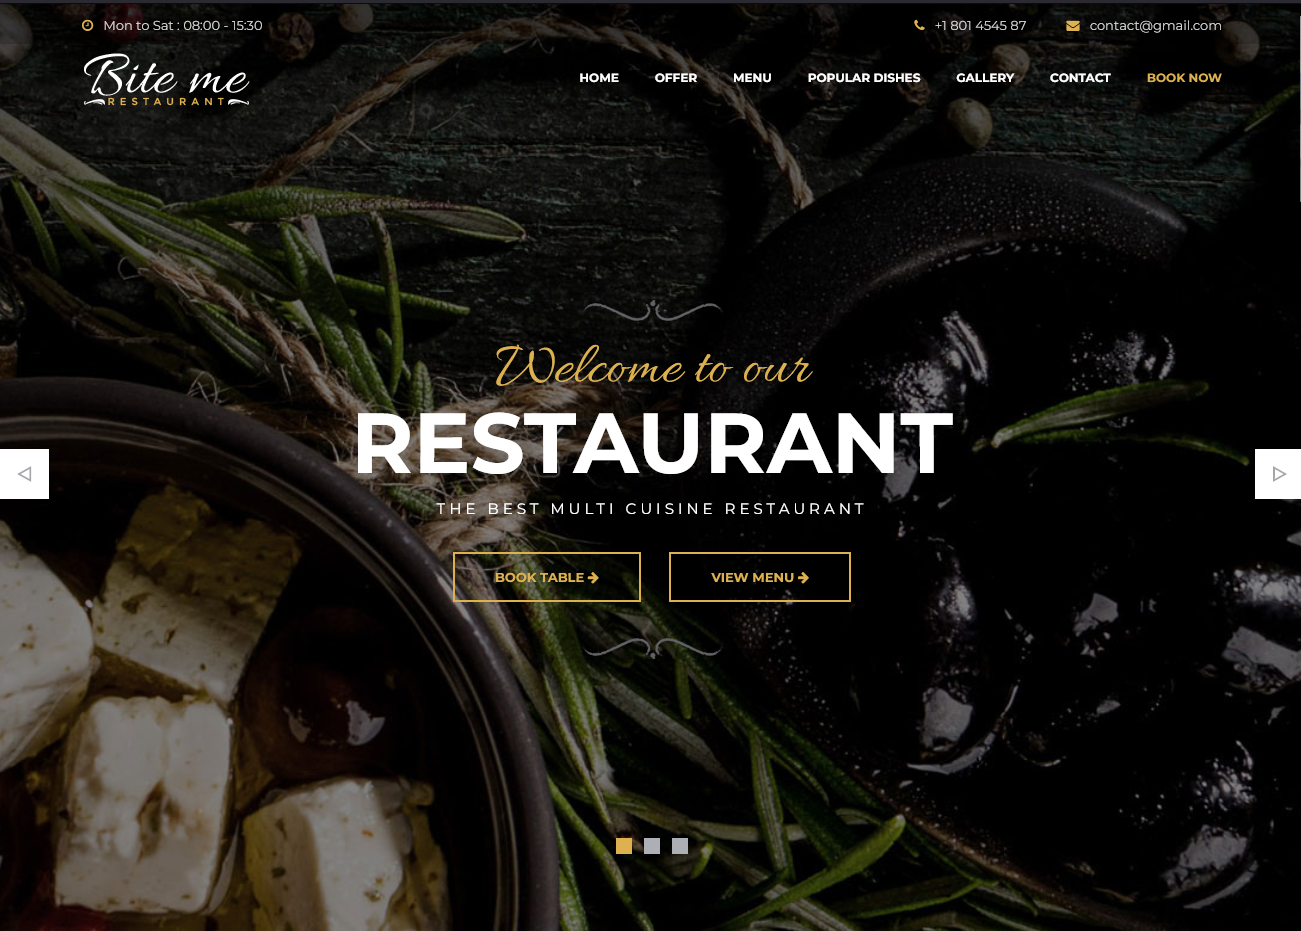 Mon to Sat : 08:00 - 15:30
+1 801 4545 87
contact@gmail.com
Bite me
RESTAURANT
HOME OFFER MENU POPULAR DISHES GALLERY CONTACT BOOK NOW
Welcome to our
RESTAURANT
THE BEST MULTI CUISINE RESTAURANT
BOOK TABLE
VIEW MENU